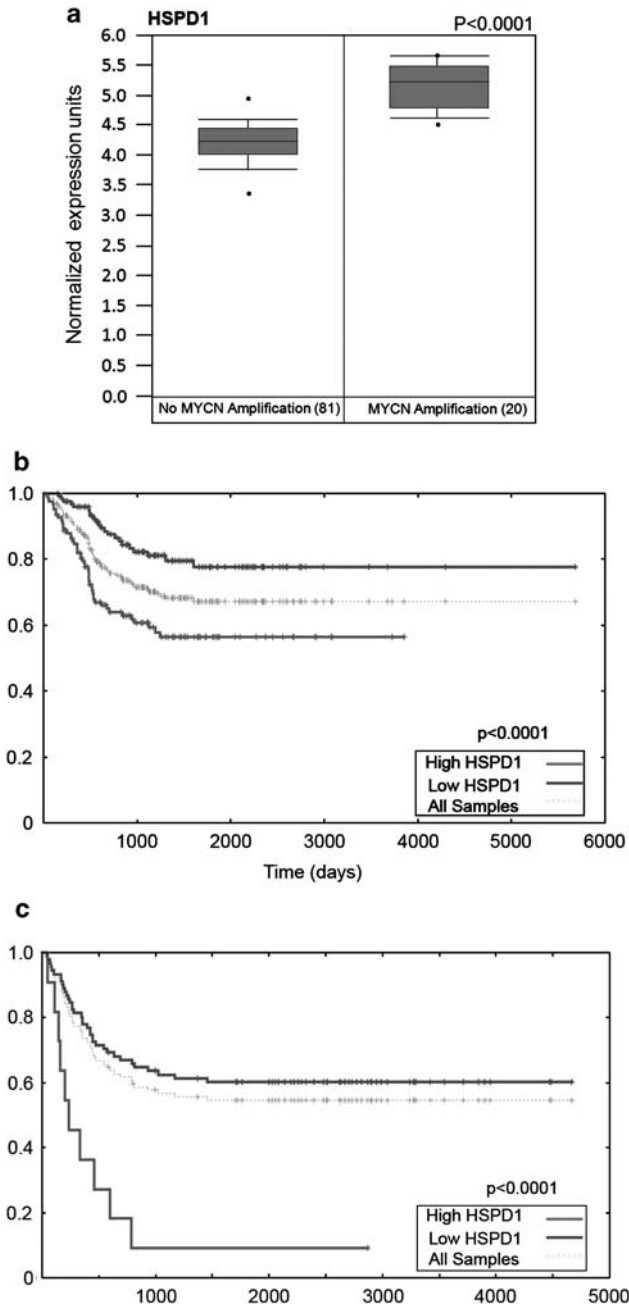 a
HSPD1
P<0.0001
6.0
5.5
5.0
4.5
4.0
3.5
4.5
3.0
2.5
2.0
1.5
1.0
0.5
0.0
Normalized expression units
No MYCN Amplification (81)
MYCN Amplification (20)
b
1.0
0.8
0.6
0.4
0.2
0
p<0.0001
High HSPD1
Low HSPD1
All Samples
1000 2000 3000 4000 5000 6000
Time (days)
c
1.0
0.8
0.6
0.4
0.2
0
p<0.0001
High HSPD1
Low HSPD1
All Samples
1000 2000 3000 4000 5000